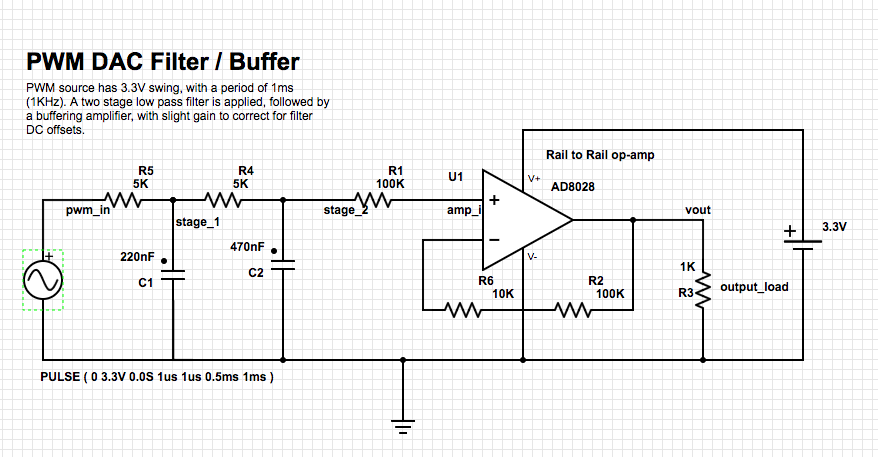 PWM DAC Filter / Buffer
PWM source has 3.3V swing, with a period of 1ms
(1KHz). A two stage low pass filter is applied, followed by
a buffering amplifier, with slight gain to correct for filter
DC offsets.
Rail to Rail op-amp
R5
5K
R4
5K
R1
100K
U1
V+
AD8028
pwm_in
stage_1
stage_2
amp_i
+
−
vout
+
3.3V
220nF
C1
470nF
C2
+
V-
R6
10K
R2
100K
1K
R3
output_load
PULSE ( 0 3.3V 0.0S 1us 1us 0.5ms 1ms )